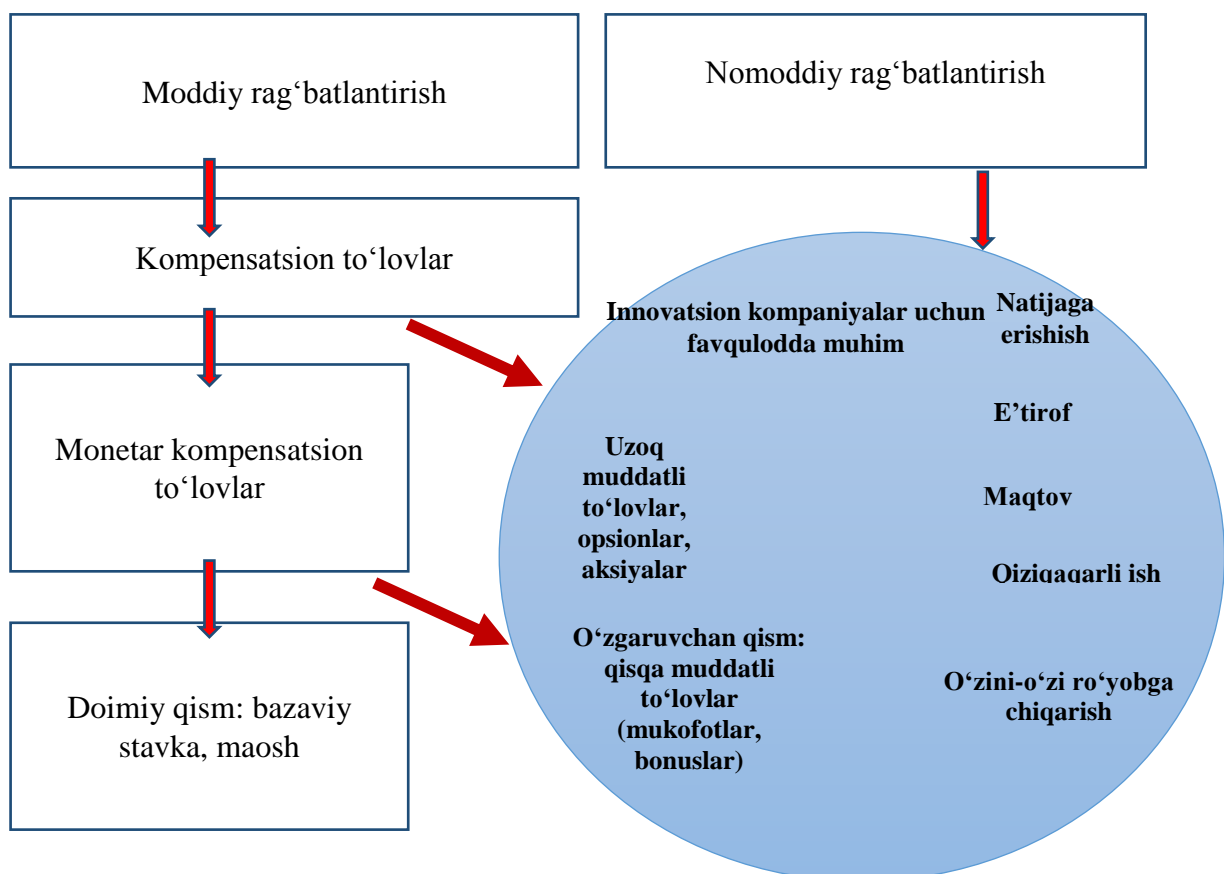 Moddiy rag‘batlantirish
Nomoddiy rag‘batlantirish
Kompensatsion to‘lovlar
Monetar kompensatsion
to‘lovlar
Doimiy qism: bazaviy
stavka, maosh
Innovatsion kompaniyalar uchun
favqulodda muhim
Natijaga
erishish
E’tirof
Uzoq
muddatli
to‘lovlar,
opsionlar,
aksiyalar
Maqtov
Oiziqaqarli ish
O‘zgaruvchan qism:
qisqa muddatli
to‘lovlar
(mukofotlar,
bonuslar)
O‘zini-o‘zi ro‘yobga
chiqarish